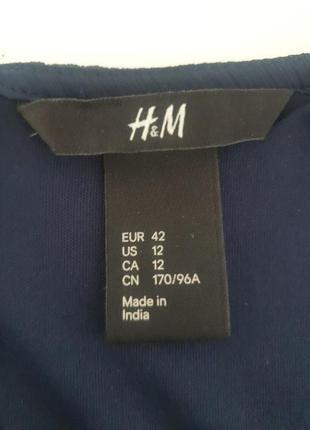 H&M
EUR 42
US 12
CA 12
CN 170/96A
Made in
India